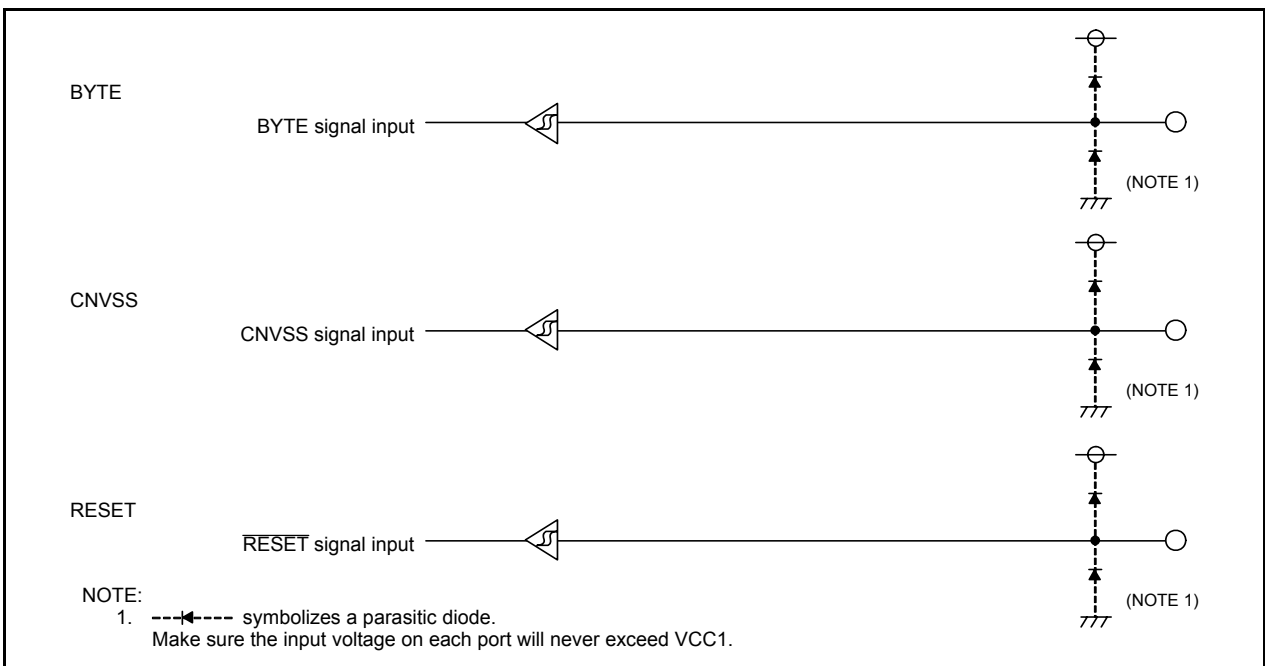 BYTE
BYTE signal input
(NOTE 1)
CNVSS
CNVSS signal input
(NOTE 1)
RESET
RESET signal input
(NOTE 1)
NOTE:
1. symbolizes a parasitic diode.
Make sure the input voltage on each port will never exceed VCC1.